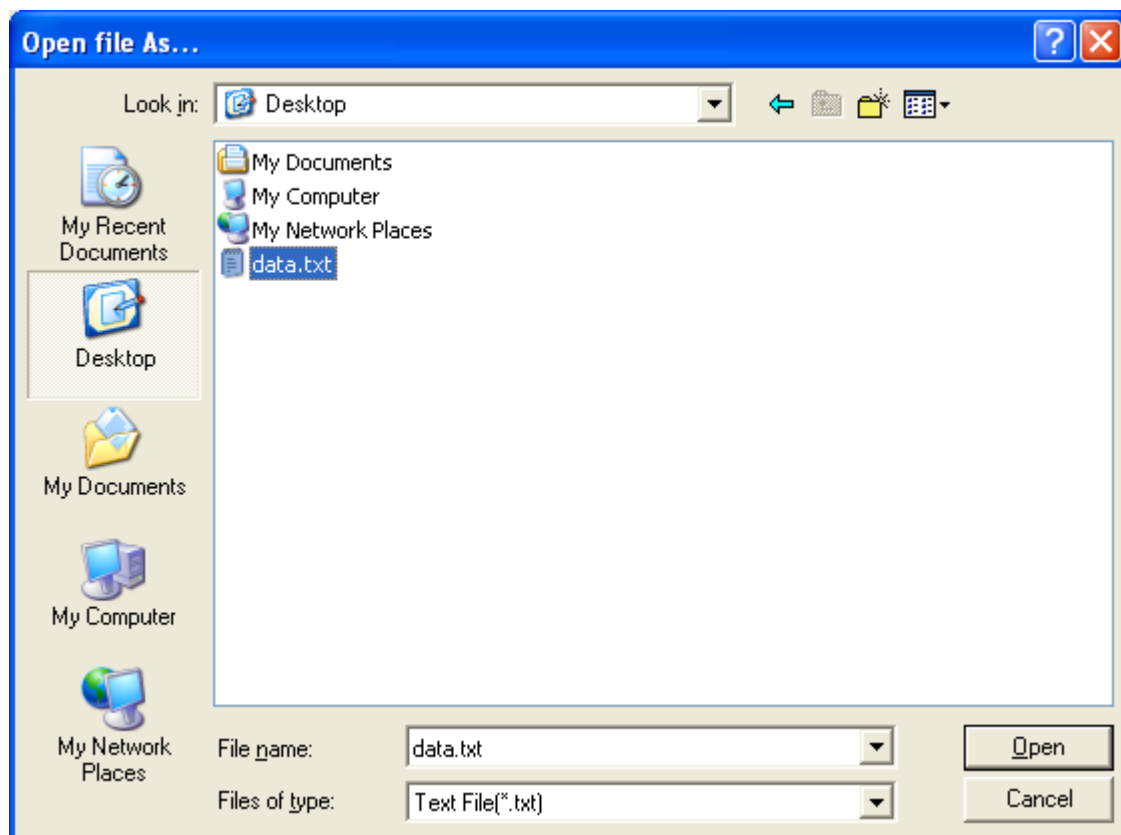 Open file As...
Look in:
Desktop
My Documents
My Computer
My Network Places
data.txt
My Recent
Documents
Desktop
My Documents
My Computer
My Network
Places
File name:
data.txt
Open
Files of type:
Text File(*.txt)
Cancel